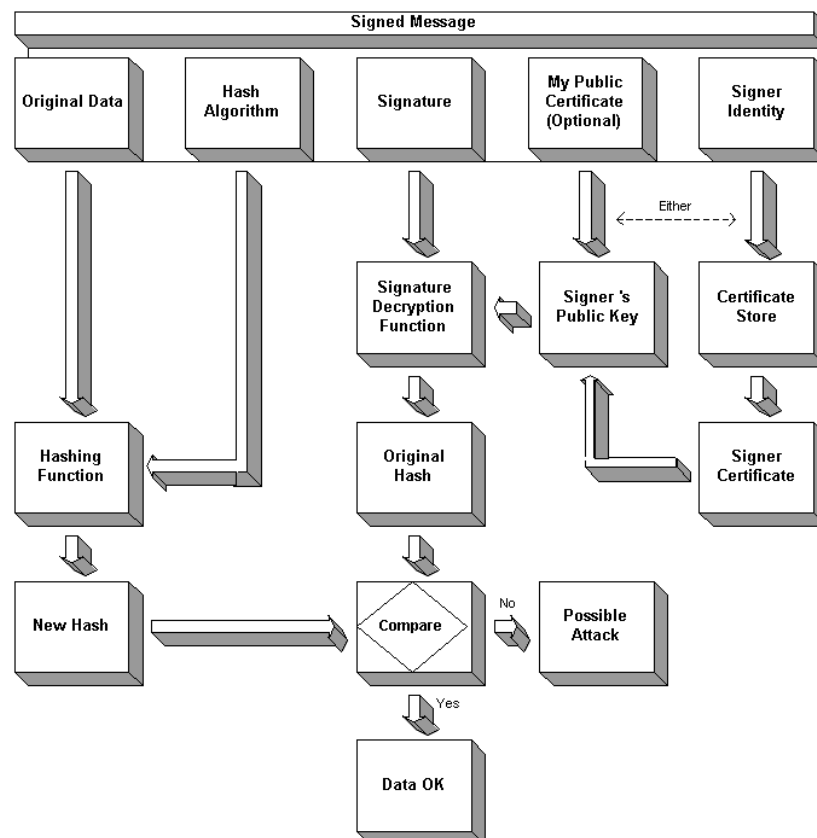 Signed Message
Original Data
Hash
Algorithm
Signature
My Public
Certificate
(Optional)
Signer
Identity
Either
Signature
Decryption
Function
Signer 's
Public Key
Certificate
Store
Hashing
Function
Original
Hash
Signer
Certificate
New Hash
Compare
No
Possible
Attack
Yes
Data OK